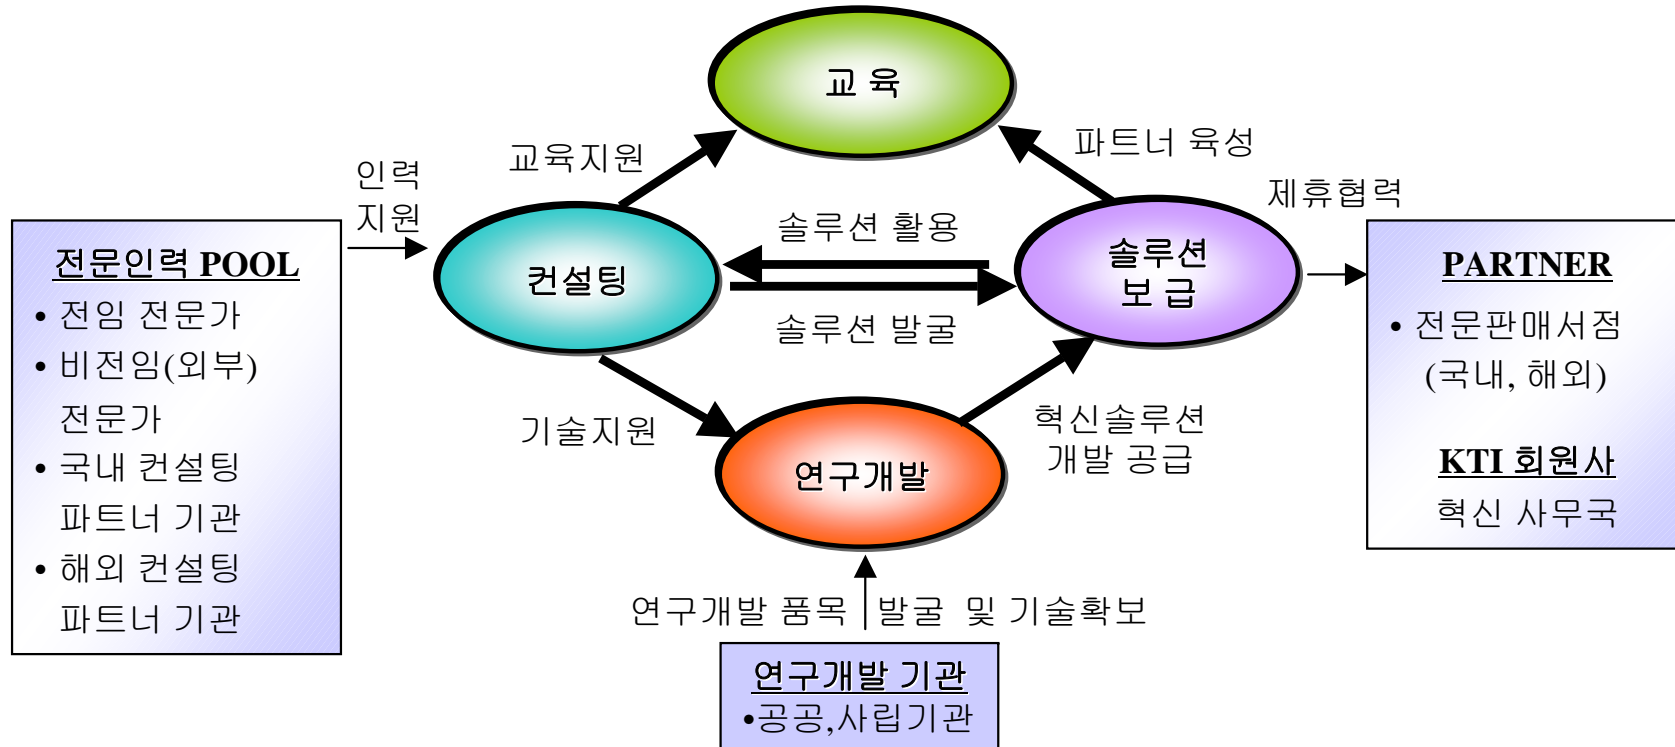 교 육
교육지원
파트너 육성
인력
지원
제휴협력
전문인력 POOL
• 전임 전문가
• 비전임(외부)
전문가
• 국내 컨설팅
파트너 기관
• 해외 컨설팅
파트너 기관
컨설팅
솔루션 활용
솔루션 발굴
솔루션
보 급
PARTNER
• 전문판매서점
(국내, 해외)
KTI 회원사
혁신 사무국
기술지원
혁신솔루션
개발 공급
연구개발
연구개발 품목 발굴 및 기술확보
연구개발 기관
•공공,사립기관